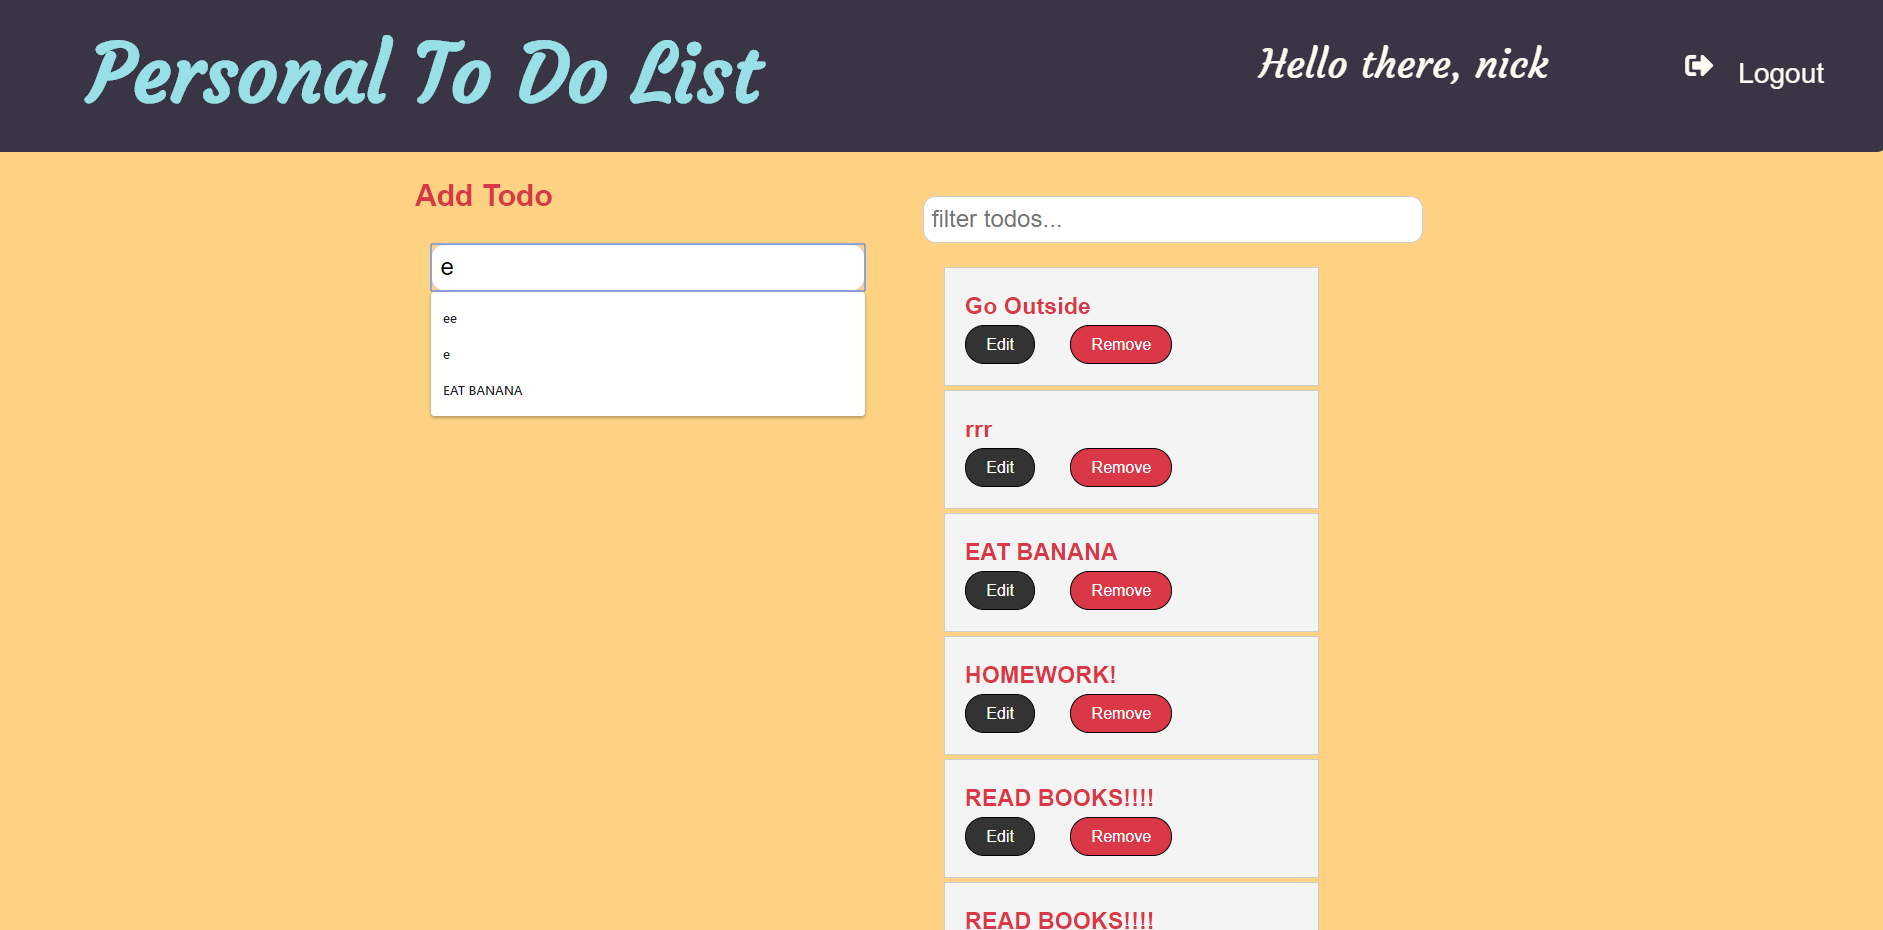 Personal To Do List
Hello there, nick
Logout
Add Todo
e
ee
e
EAT BANANA
filter todos...
Go Outside
Edit Remove
rrr
Edit Remove
EAT BANANA
Edit Remove
HOMEWORK!
Edit Remove
READ BOOKS!!!!
Edit Remove
READ BOOKS!!!!